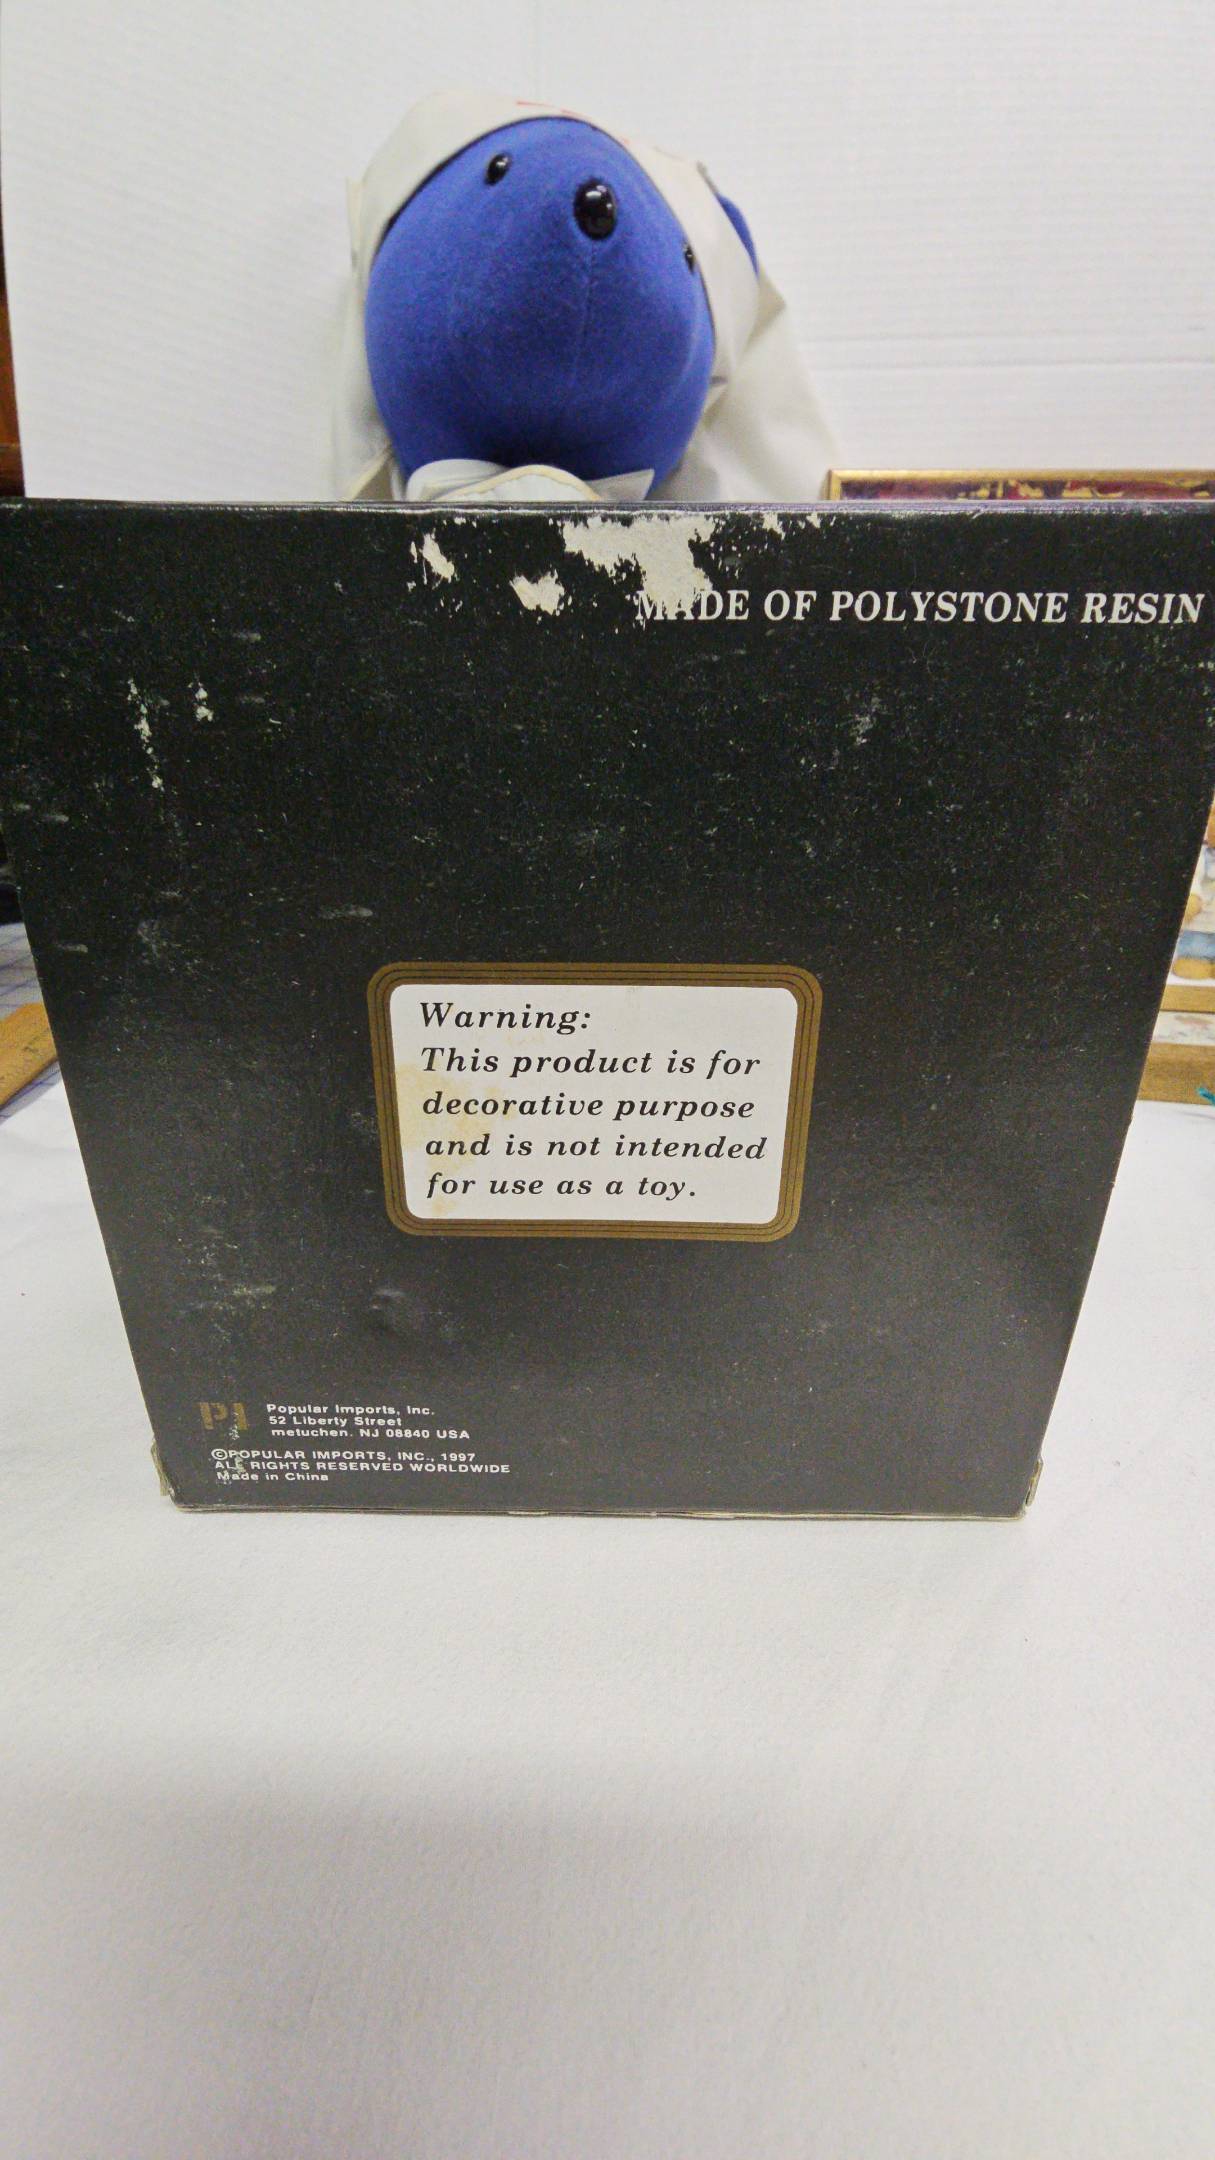 MADE OF POLYSTONE RESIN
Warning:
This product is for
decorative purpose
and is not intended
for use as a toy.
PI
Popular Imports, Inc.
52 Liberty Street
metuchen. NJ 08840 USA
©POPULAR IMPORTS, INC., 1997
ALL RIGHTS RESERVED WORLDWIDE
Made in China